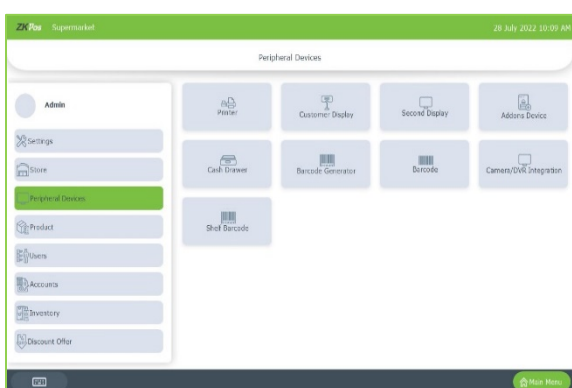 ZKPos Supermarket 28 July 2022 10:09 AM
Peripheral Devices
Admin
Settings
Store
Peripheral Devices
Product
Users
Accounts
Inventory
Discount Offer
Printer Customer Display Second Display Addons Device
Cash Drawer Barcode Generator Barcode Camera/DVR Integration
Shelf Barcode
Main Menu